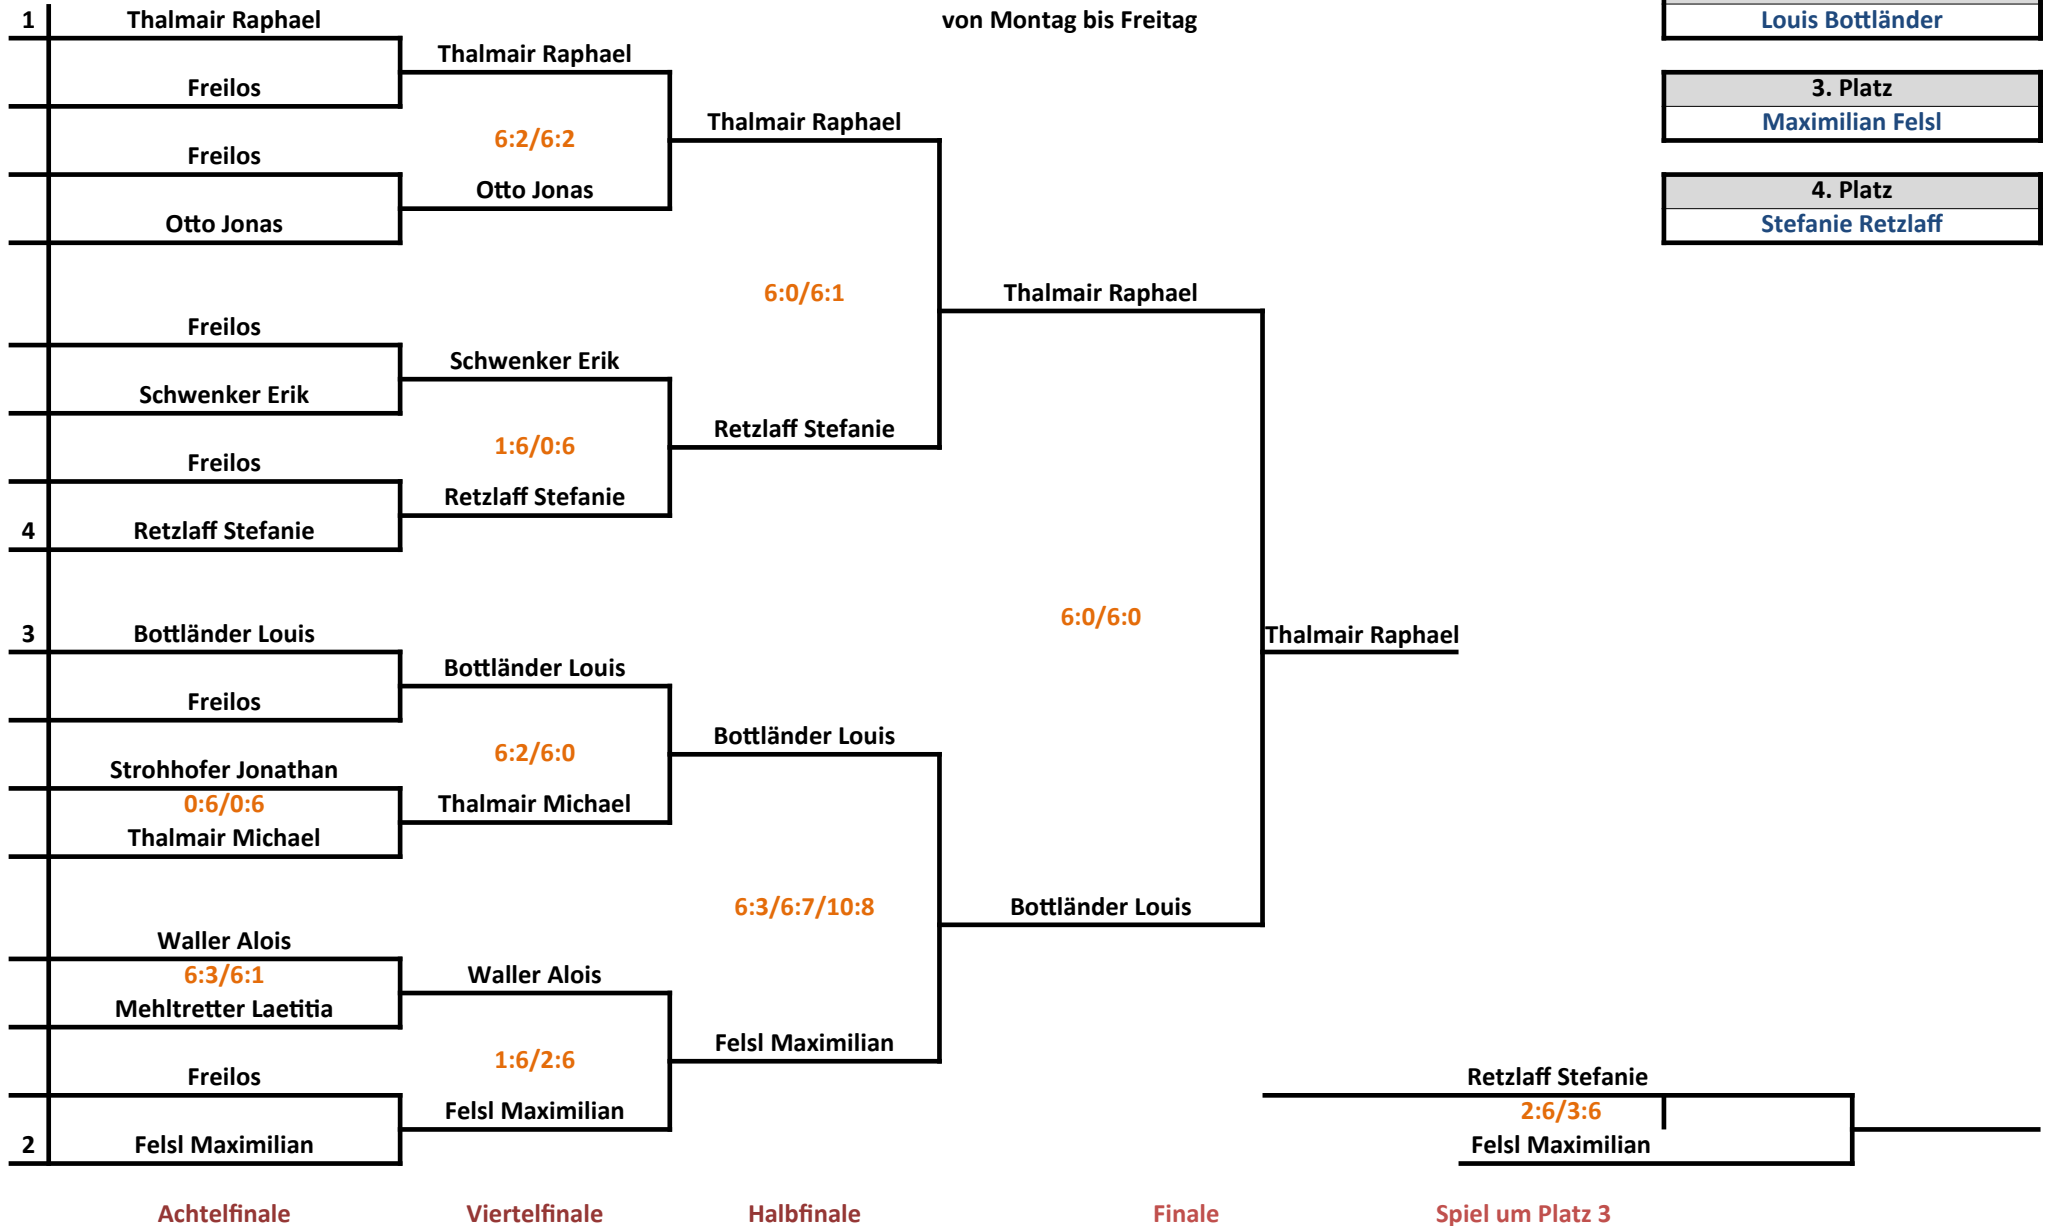 1 Thalmair Raphael
von Montag bis Freitag
Louis Bottländer
Thalmair Raphael
Freilos
3. Platz
Thalmair Raphael
Maximilian Felsl
6:2/6:2
Freilos
Otto Jonas
4. Platz
Otto Jonas
Stefanie Retzlaff
6:0/6:1
Thalmair Raphael
Freilos
Schwenker Erik
Schwenker Erik
Retzlaff Stefanie
1:6/0:6
Freilos
Retzlaff Stefanie
4 Retzlaff Stefanie
6:0/6:0
3 Bottländer Louis
Thalmair Raphael
Bottländer Louis
Freilos
Bottländer Louis
6:2/6:0
Strohhofer Jonathan
0:6/0:6
Thalmair Michael
Thalmair Michael
6:3/6:7/10:8
Bottländer Louis
Waller Alois
6:3/6:1
Waller Alois
Mehltretter Laetitia
Felsl Maximilian
1:6/2:6
Freilos
Retzlaff Stefanie
Felsl Maximilian
2:6/3:6
2 Felsl Maximilian
Felsl Maximilian
Achtelfinale Viertelfinale Halbfinale Finale Spiel um Platz 3